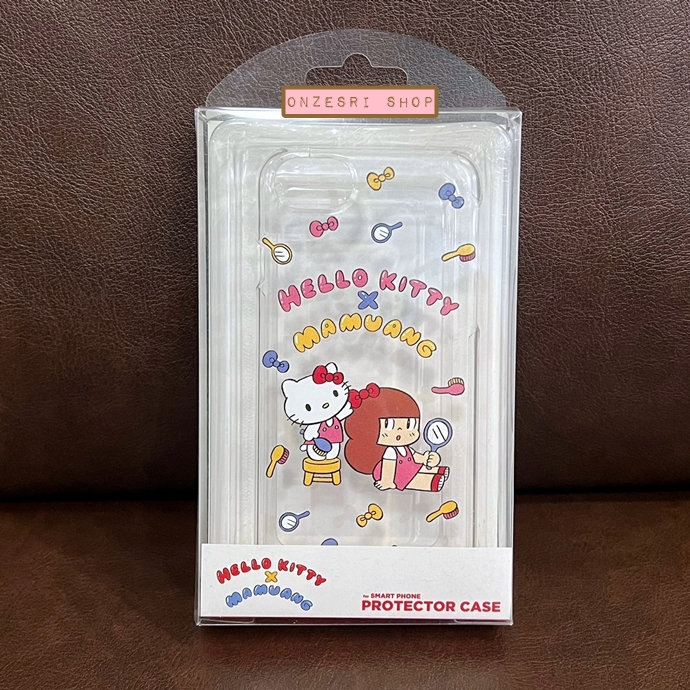 ONZESRI SHOP
HELLO KITTY
X
MAMUANG
HELLO KITTY
X
MAMUANG
for SMART PHONE
PROTECTOR CASE